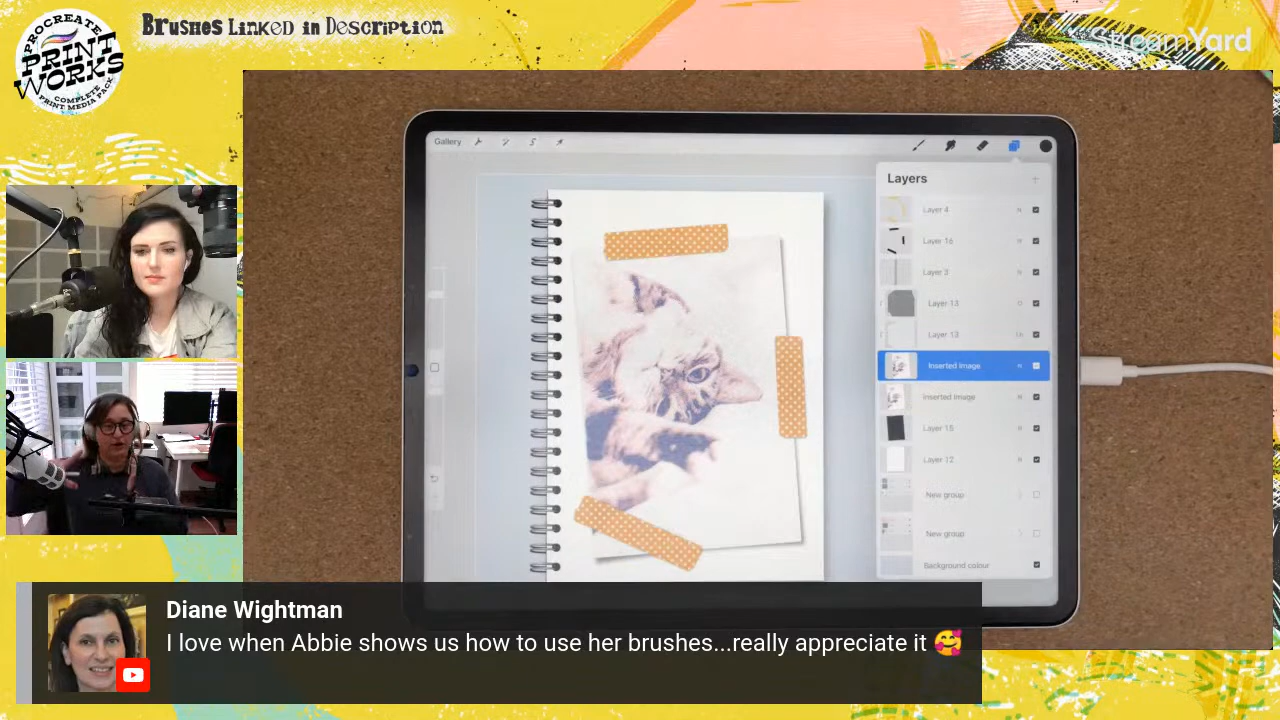 PROCREATE
PRINT
WORKS
COMPLETE
PRINT MEDIA PACK
Brushes Linked in Description
StreamYard
Gallery
Layers
Layer 4
N
Layer 16
N
Layer 3
N
Layer 13
Layer 13
Inserted Image
N
Inserted Image
N
Layer 15
N
Layer 12
N
New group
New group
Background colour
Diane Wightman
I love when Abbie shows us how to use her brushes...really appreciate it 🥰